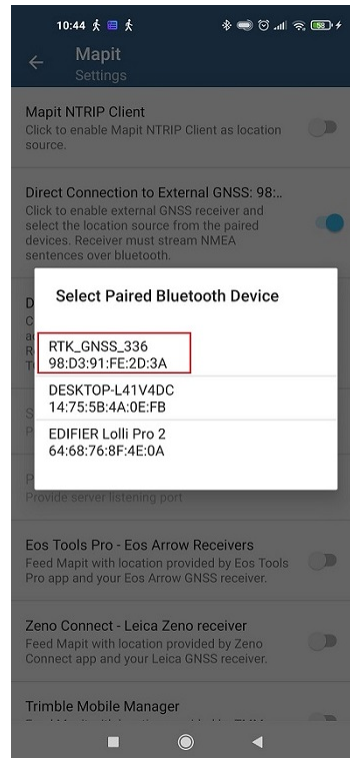 10:44
58
Mapit
Settings
Mapit NTRIP Client
Click to enable Mapit NTRIP Client as location
source.
Direct Connection to External GNSS: 98:..
Click to enable external GNSS receiver and
select the location source from the paired
devices. Receiver must stream NMEA
sentences over bluetooth.
Select Paired Bluetooth Device
RTK_GNSS_336
98:D3:91:FE:2D:3A
DESKTOP-L41V4DC
14:75:5B:4A:0E:FB
EDIFIER Lolli Pro 2
64:68:76:8F:4E:0A
Provide server listening port
Eos Tools Pro - Eos Arrow Receivers
Feed Mapit with location provided by Eos Tools
Pro app and your Eos Arrow GNSS receiver.
Zeno Connect - Leica Zeno receiver
Feed Mapit with location provided by Zeno
Connect app and your Leica GNSS receiver.
Trimble Mobile Manager